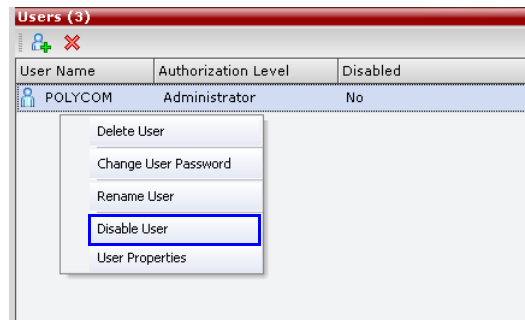 Users (3)
User Name Authorization Level Disabled
POLYCOM Administrator No
Delete User
Change User Password
Rename User
Disable User
User Properties